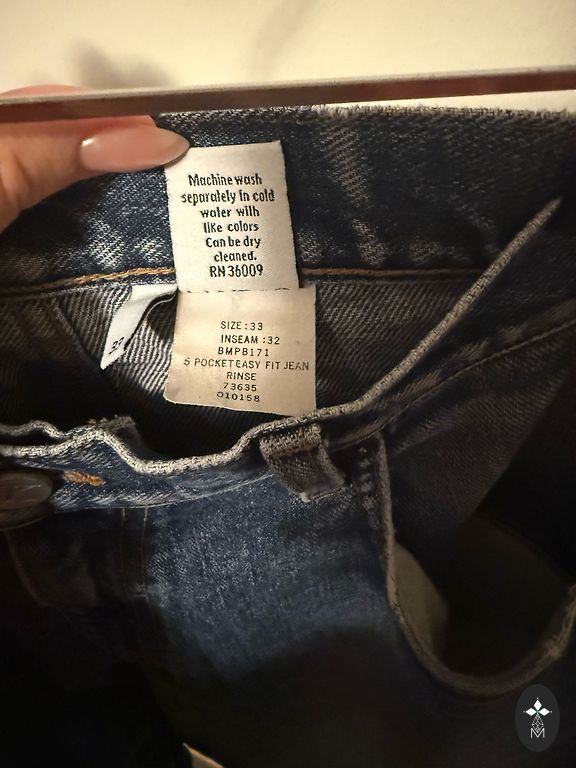 Machine wash
separately in cold
water with
like colors
Can be dry
cleaned.
RN 36009
SIZE : 33
INSEAM : 32
BMPB171
5 POCKET EASY FIT JEAN
RINSE
73635
010158